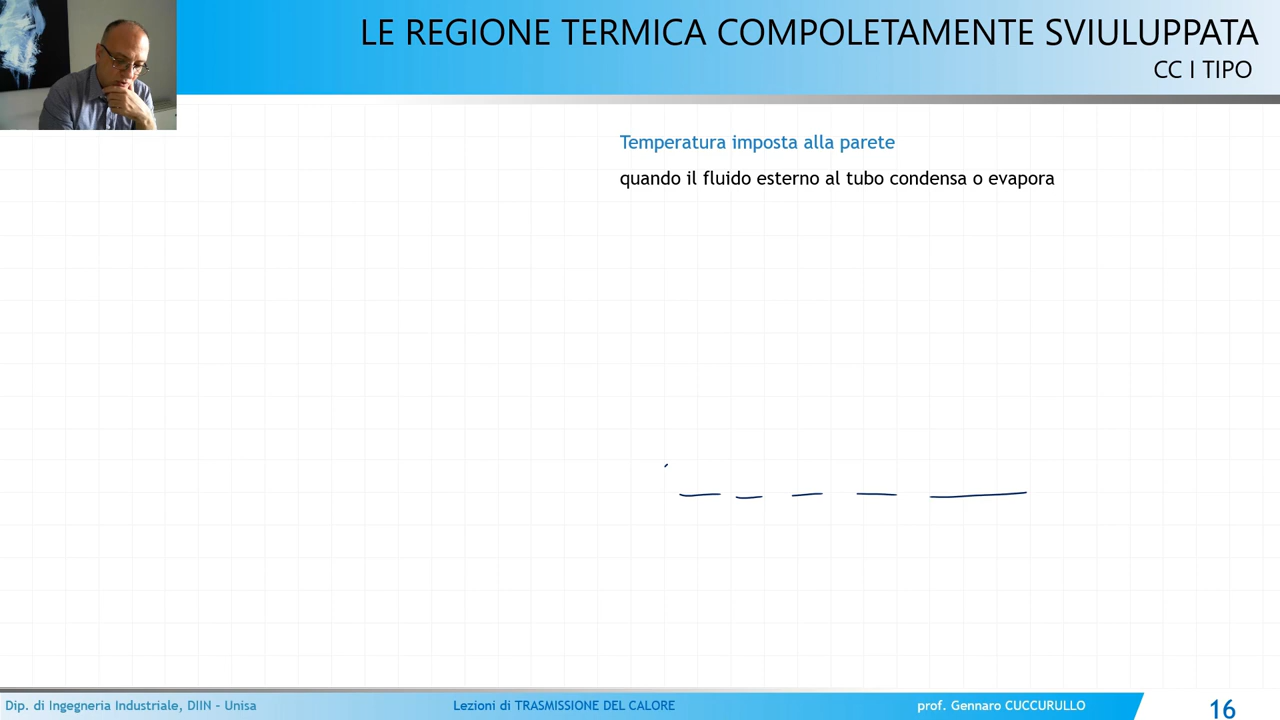 LE REGIONE TERMICA COMPOLETAMENTE SVIULUPPATA
CC I TIPO
Temperatura imposta alla parete
quando il fluido esterno al tubo condensa o evapora
Dip. di Ingegneria Industriale, DIIN - Unisa
Lezioni di TRASMISSIONE DEL CALORE
prof. Gennaro CUCCURULLO
16